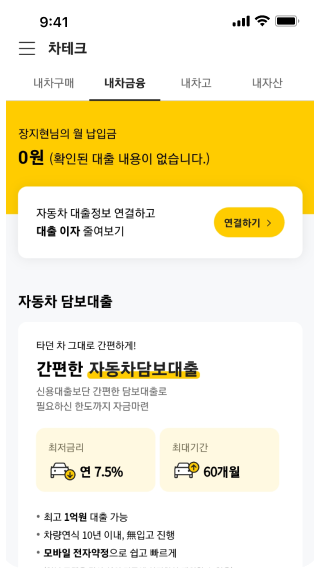 9:41
차테크
내차구매 내차금융 내차고 내자산
장지현님의 월 납입금
0원 (확인된 대출 내용이 없습니다.)
자동차 대출정보 연결하고
대출 이자 줄여보기
연결하기 >
자동차 담보대출
타던 차 그대로 간편하게!
간편한 자동차담보대출
신용대출보단 간편한 담보대출로
필요하신 한도까지 자금마련
최저금리 최대기간
연 7.5% 60개월
• 최고 1억원 대출 가능
• 차량연식 10년 이내, 無입고 진행
• 모바일 전자약정으로 쉽고 빠르게